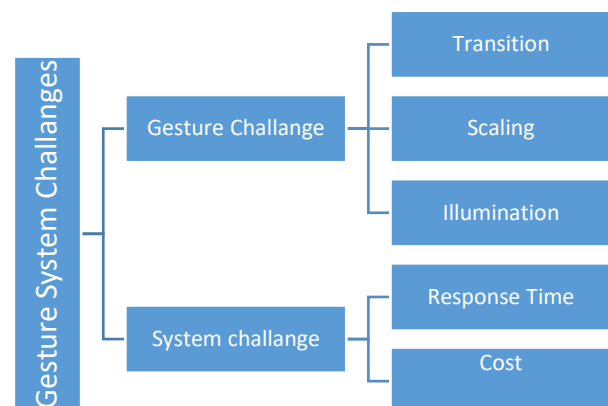 Gesture System Challanges
Gesture Challange
Transition
Scaling
Illumination
System challange
Response Time
Cost